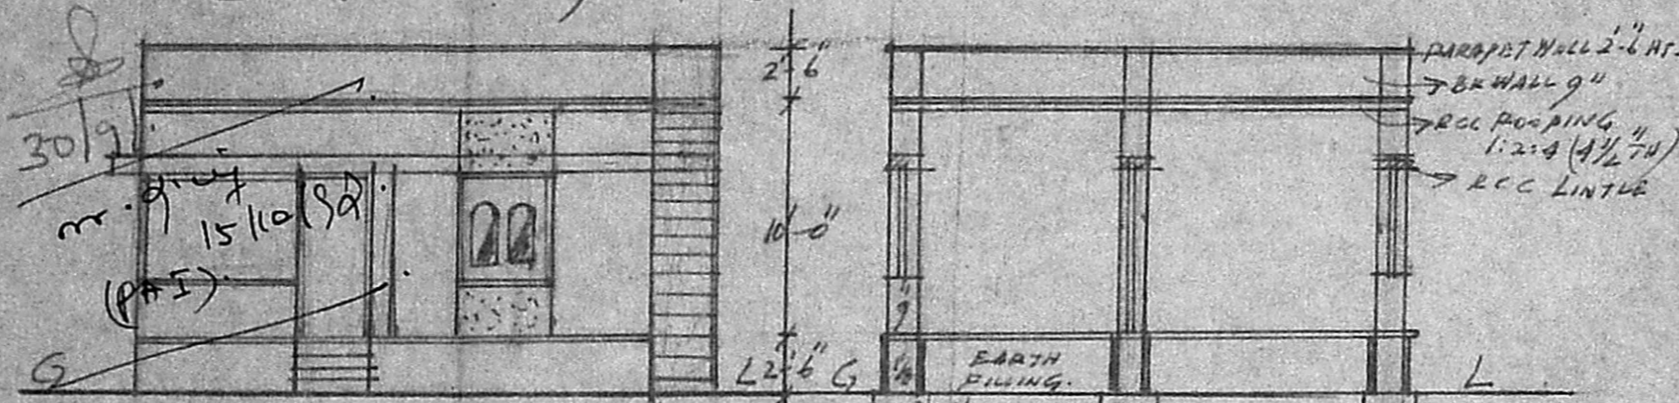 30/9/
15/10/92
(PAI)
G
L
2'-6"
10'-0"
2'-6"
G
9"
EARTH
FILLING.
L
PARAPET WALL 2'-6" HT.
BK WALL 9"
RCC ROOFING
1:2:4 (4½" TH)
RCC LINTLE